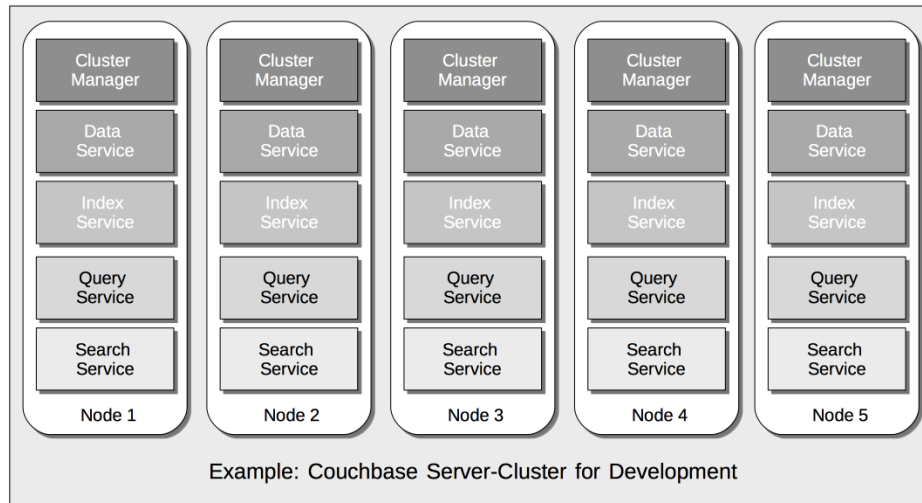 Cluster
Manager
Data
Service
Index
Service
Query
Service
Search
Service
Node 1
Cluster
Manager
Data
Service
Index
Service
Query
Service
Search
Service
Node 2
Cluster
Manager
Data
Service
Index
Service
Query
Service
Search
Service
Node 3
Cluster
Manager
Data
Service
Index
Service
Query
Service
Search
Service
Node 4
Cluster
Manager
Data
Service
Index
Service
Query
Service
Search
Service
Node 5
Example: Couchbase Server-Cluster for Development